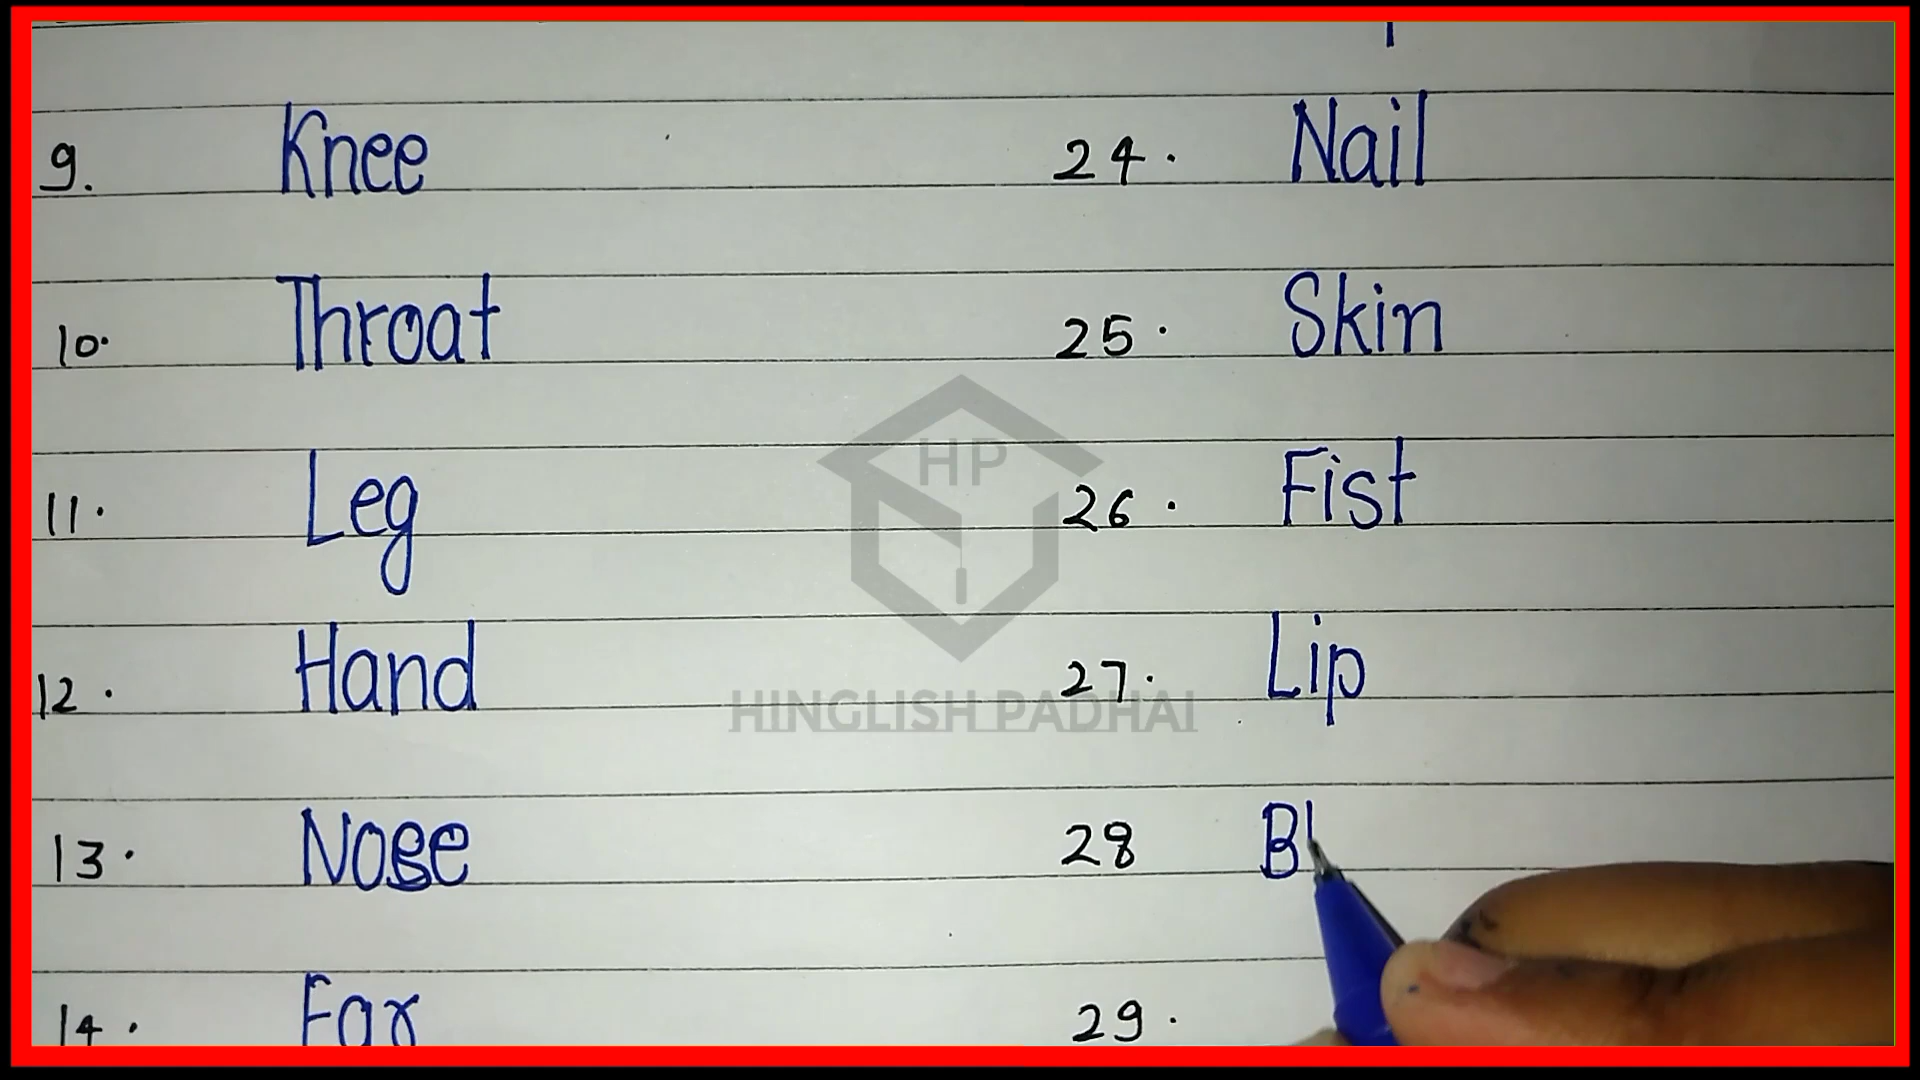 9. Knee 24. Nail
10. Throat 25. Skin
HP
11. Leg 26. Fist
12. Hand 27. Lip
HINGLISH PADHAI
13. Nose 28 Bl
14. Ear 29.